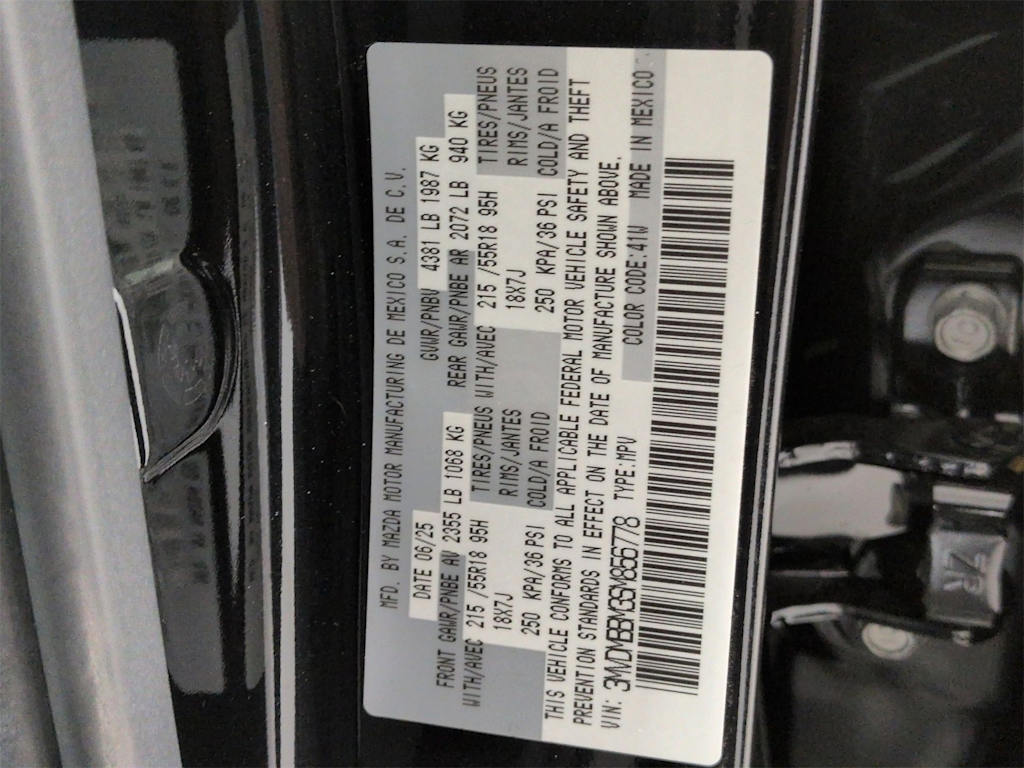 MFD. BY MAZDA MOTOR MANUFACTURING DE MEXICO S.A. DE C.V.
DATE 06/25 GVWR/PNBV 4381 LB 1987 KG
FRONT GAWR/PNBE AV 2355 LB 1068 KG REAR GAWR/PNBE AR 2072 LB 940 KG
WITH/AVEC 215 /55R18 95H TIRES/PNEUS WITH/AVEC 215 /55R18 95H TIRES/PNEUS
18X7J RIMS/JANTES 18X7J RIMS/JANTES
250 KPA/36 PSI COLD/A FROID 250 KPA/36 PSI COLD/A FROID
THIS VEHICLE CONFORMS TO ALL APPLICABLE FEDERAL MOTOR VEHICLE SAFETY AND THEFT
PREVENTION STANDARDS IN EFFECT ON THE DATE OF MANUFACTURE SHOWN ABOVE.
VIN: 3MVDMBBM3SM856778 TYPE:MPV COLOR CODE:41W MADE IN MEXICO